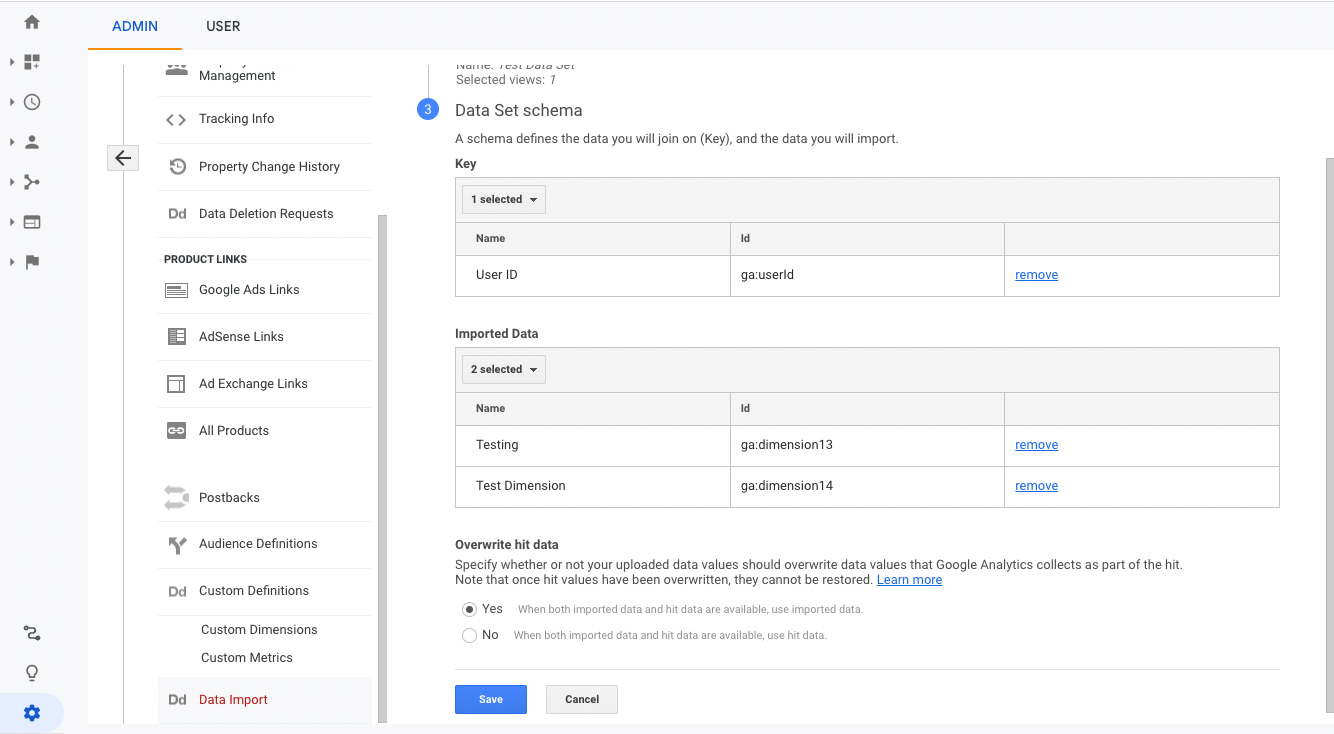 ADMIN
USER
Management
Tracking Info
Property Change History
Dd Data Deletion Requests
PRODUCT LINKS
Google Ads Links
AdSense Links
Ad Exchange Links
All Products
Postbacks
Audience Definitions
Dd Custom Definitions
Custom Dimensions
Custom Metrics
Dd Data Import
Name: Test Data Set
Selected views: 1
3 Data Set schema
A schema defines the data you will join on (Key), and the data you will import.
Key
1 selected
Name Id
User ID ga:userId remove
Imported Data
2 selected
Name Id
Testing ga:dimension13 remove
Test Dimension ga:dimension14 remove
Overwrite hit data
Specify whether or not your uploaded data values should overwrite data values that Google Analytics collects as part of the hit.
Note that once hit values have been overwritten, they cannot be restored. Learn more
Yes When both imported data and hit data are available, use imported data.
No When both imported data and hit data are available, use hit data.
Save Cancel